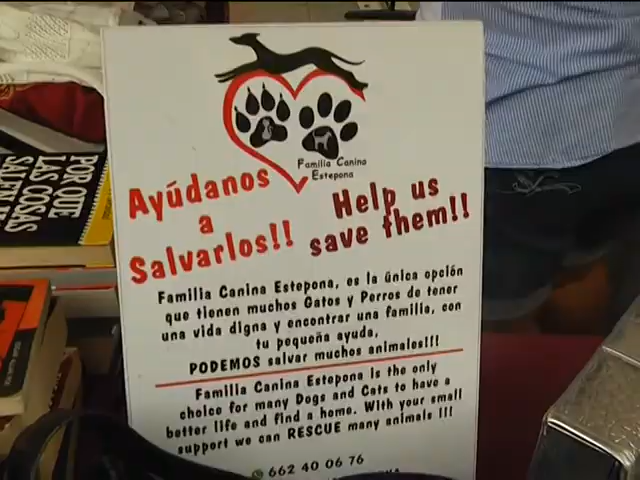 Familia Canina
Estepona
Ayúdanos
a
Salvarlos!!
Help us
save them!!
Familia Canina Estepona, es la única opción
que tienen muchos Gatos y Perros de tener
una vida digna y encontrar una familia, con
tu pequeña ayuda,
PODEMOS salvar muchos animales!!!
Familia Canina Estepona is the only
choice for many Dogs and Cats to have a
better life and find a home. With your small
support we can RESCUE many animals !!!
662 40 06 76
POR QUE
LAS COSAS